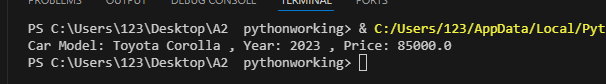 PROBLEMS OUTPUT DEBUG CONSOLE TERMINAL PORTS
PS C:\Users\123\Desktop\A2  pythonworking> & C:/Users/123/AppData/Local/Pyt
Car Model: Toyota Corolla , Year: 2023 , Price: 85000.0
PS C:\Users\123\Desktop\A2  pythonworking>